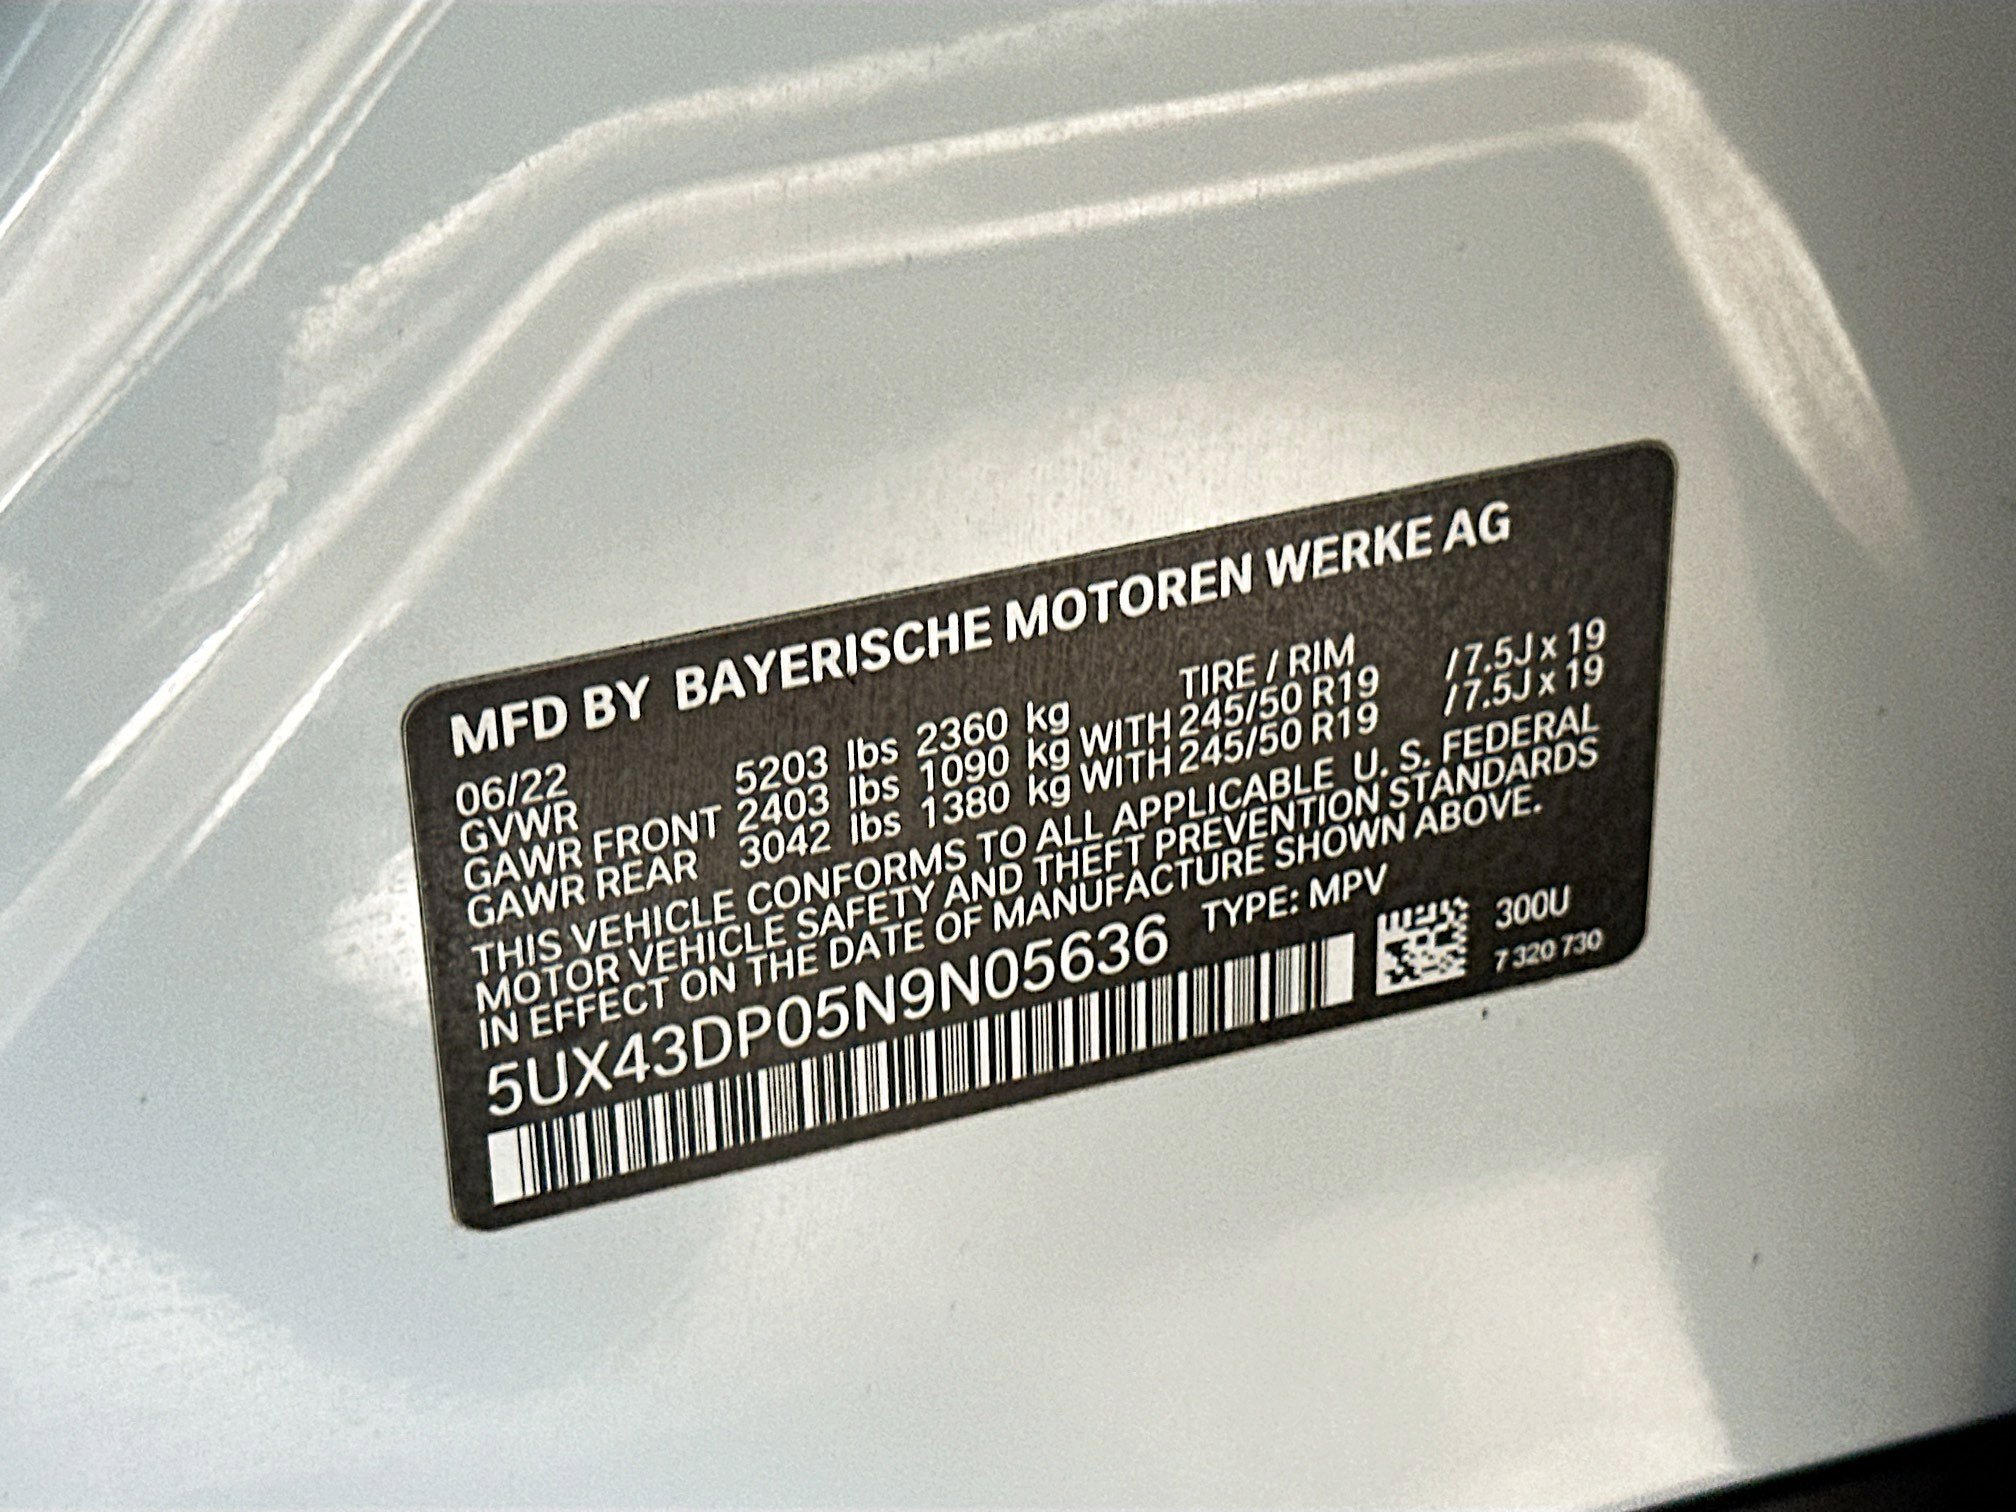 MFD BY BAYERISCHE MOTOREN WERKE AG
06/22 TIRE / RIM
GVWR 5203 lbs 2360 kg
GAWR FRONT 2403 lbs 1090 kg WITH 245/50 R19 / 7.5J x 19
GAWR REAR 3042 lbs 1380 kg WITH 245/50 R19 / 7.5J x 19
THIS VEHICLE CONFORMS TO ALL APPLICABLE U. S. FEDERAL
MOTOR VEHICLE SAFETY AND THEFT PREVENTION STANDARDS
IN EFFECT ON THE DATE OF MANUFACTURE SHOWN ABOVE.
5UX43DP05N9N05636 TYPE: MPV
300U
7 320 730